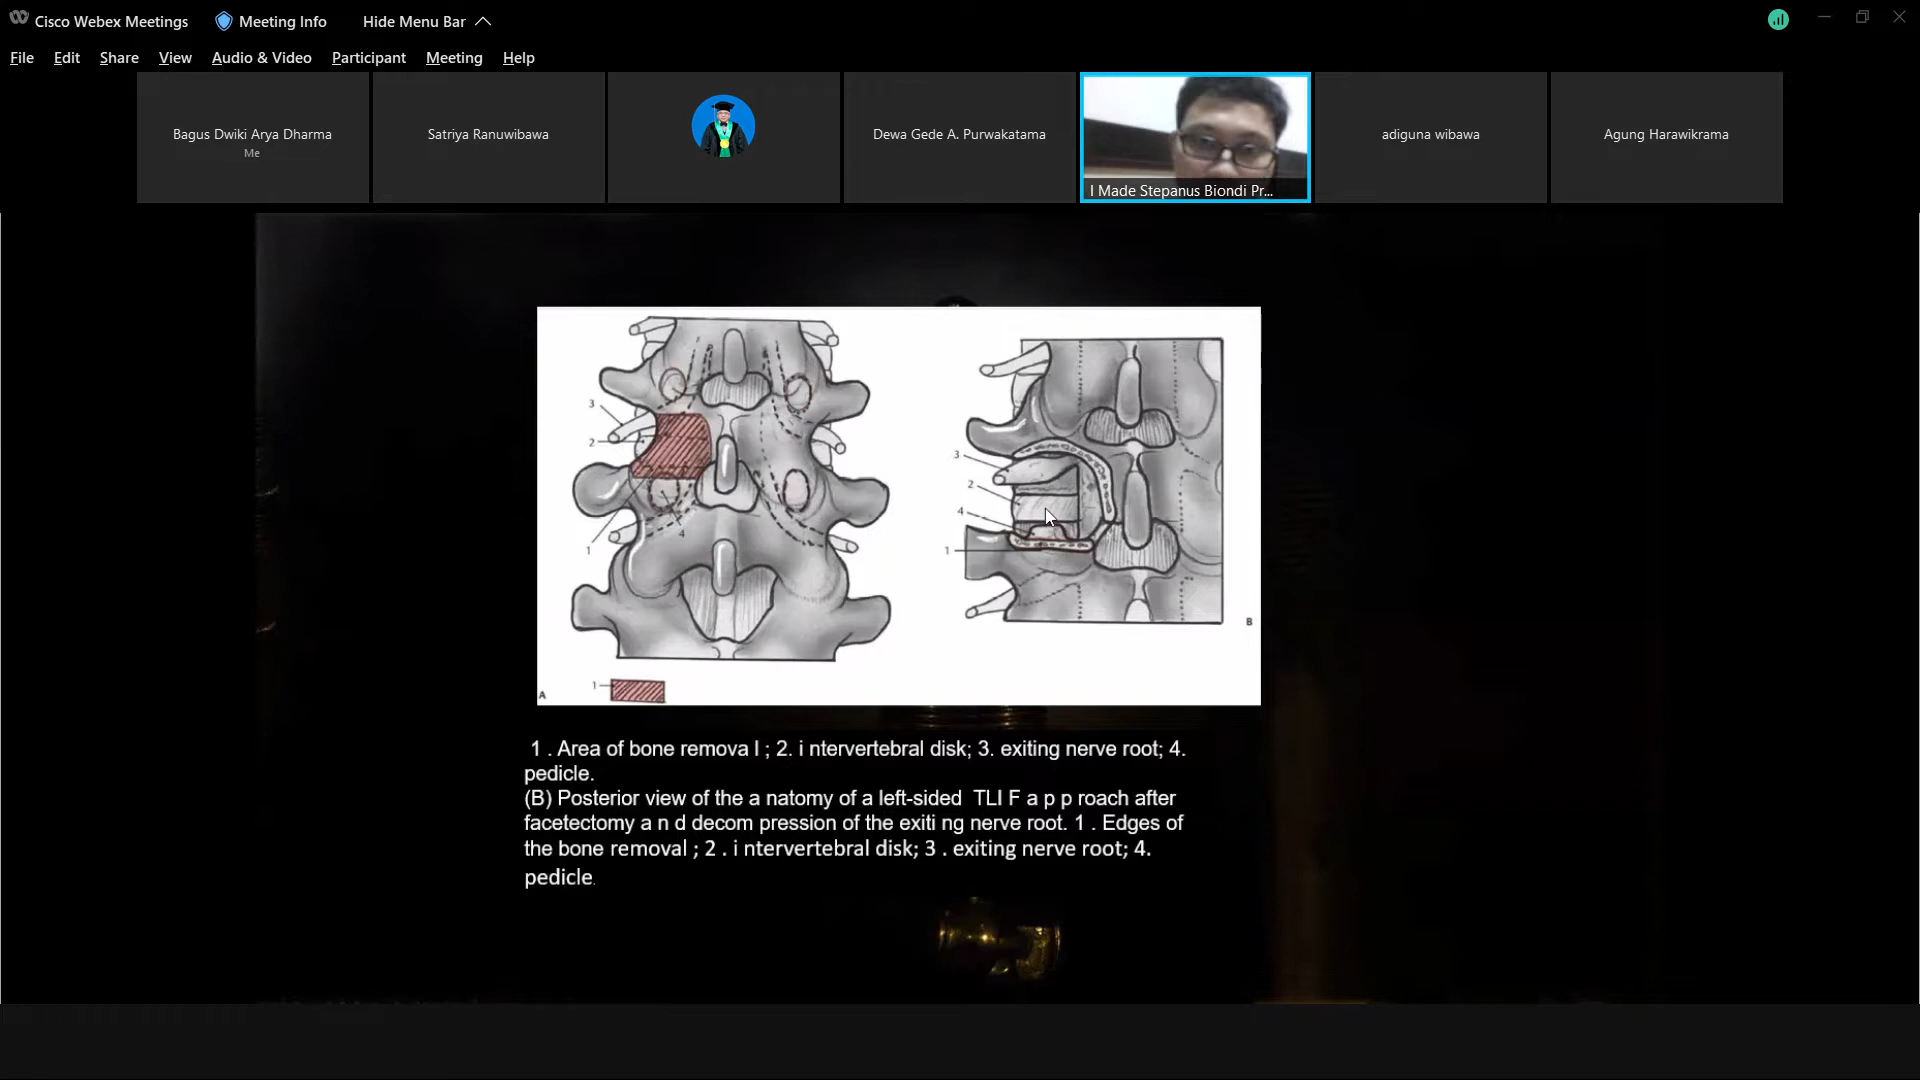 Cisco Webex Meetings Meeting Info Hide Menu Bar
File Edit Share View Audio & Video Participant Meeting Help
Bagus Dwiki Arya Dharma
Me
Satriya Ranuwibawa
Dewa Gede A. Purwakatama
I Made Stepanus Biondi Pr...
adiguna wibawa
Agung Harawikrama
3
2
1
4
1
A
3
2
4
1
B
1 . Area of bone remova l ; 2. i ntervertebral disk; 3. exiting nerve root; 4.
pedicle.
(B) Posterior view of the a natomy of a left-sided TLI F a p p roach after
facetectomy a n d decom pression of the exiti ng nerve root. 1 . Edges of
the bone removal ; 2 . i ntervertebral disk; 3 . exiting nerve root; 4.
pedicle.